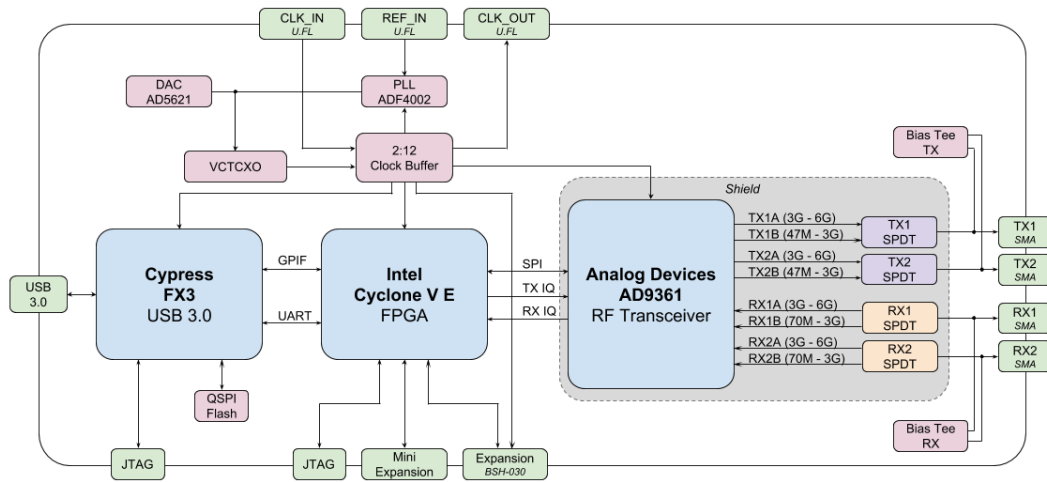 CLK_IN
U.FL
REF_IN
U.FL
CLK_OUT
U.FL
DAC
AD5621
PLL
ADF4002
VCTCXO
2:12
Clock Buffer
Bias Tee
TX
Shield
Cypress
FX3
USB 3.0
GPIF
UART
Intel
Cyclone V E
FPGA
SPI
TX IQ
RX IQ
Analog Devices
AD9361
RF Transceiver
TX1A (3G - 6G)
TX1B (47M - 3G)
TX2A (3G - 6G)
TX2B (47M - 3G)
RX1A (3G - 6G)
RX1B (70M - 3G)
RX2A (3G - 6G)
RX2B (70M - 3G)
TX1
SPDT
TX2
SPDT
RX1
SPDT
RX2
SPDT
TX1
SMA
TX2
SMA
RX1
SMA
RX2
SMA
USB
3.0
QSPI
Flash
Bias Tee
RX
JTAG
JTAG
Mini
Expansion
Expansion
BSH-030